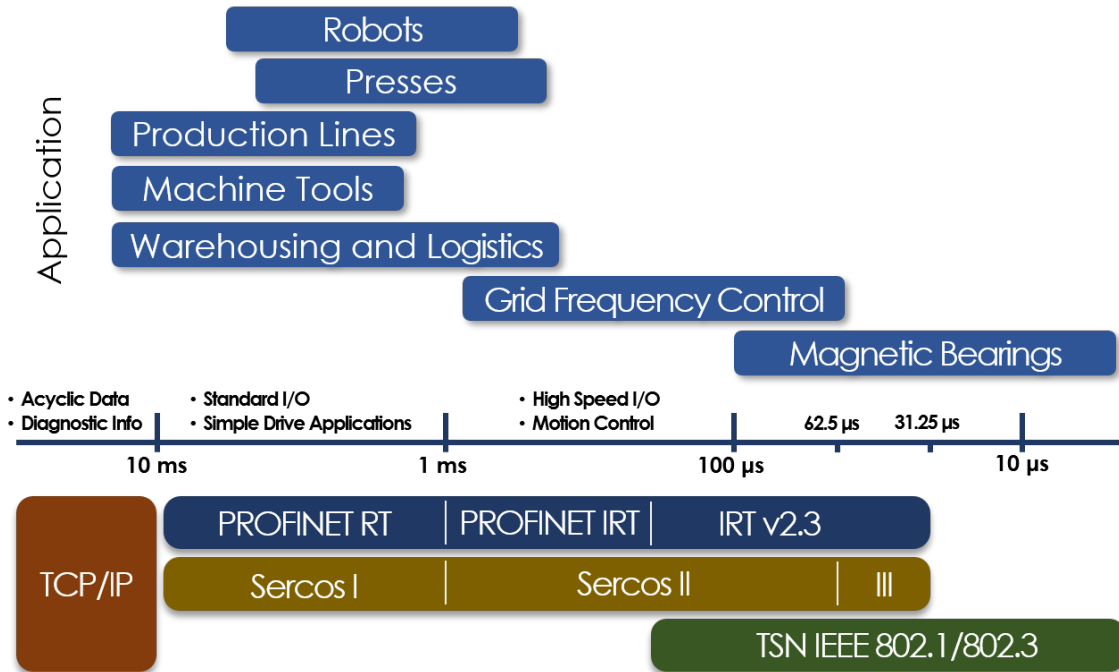 Application
Robots
Presses
Production Lines
Machine Tools
Warehousing and Logistics
Grid Frequency Control
Magnetic Bearings
• Acyclic Data
• Diagnostic Info
• Standard I/O
• Simple Drive Applications
• High Speed I/O
• Motion Control
62.5 µs
31.25 µs
10 ms
1 ms
100 µs
10 µs
TCP/IP
PROFINET RT
PROFINET IRT
IRT v2.3
Sercos I
Sercos II
III
TSN IEEE 802.1/802.3